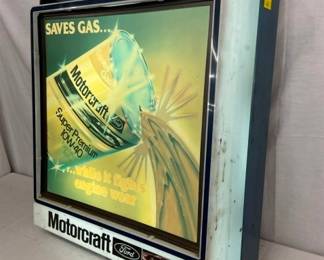 SAVES GAS...
Motorcraft
Super Premium
10W-40
...while it fights
engine wear
Motorcraft Ford